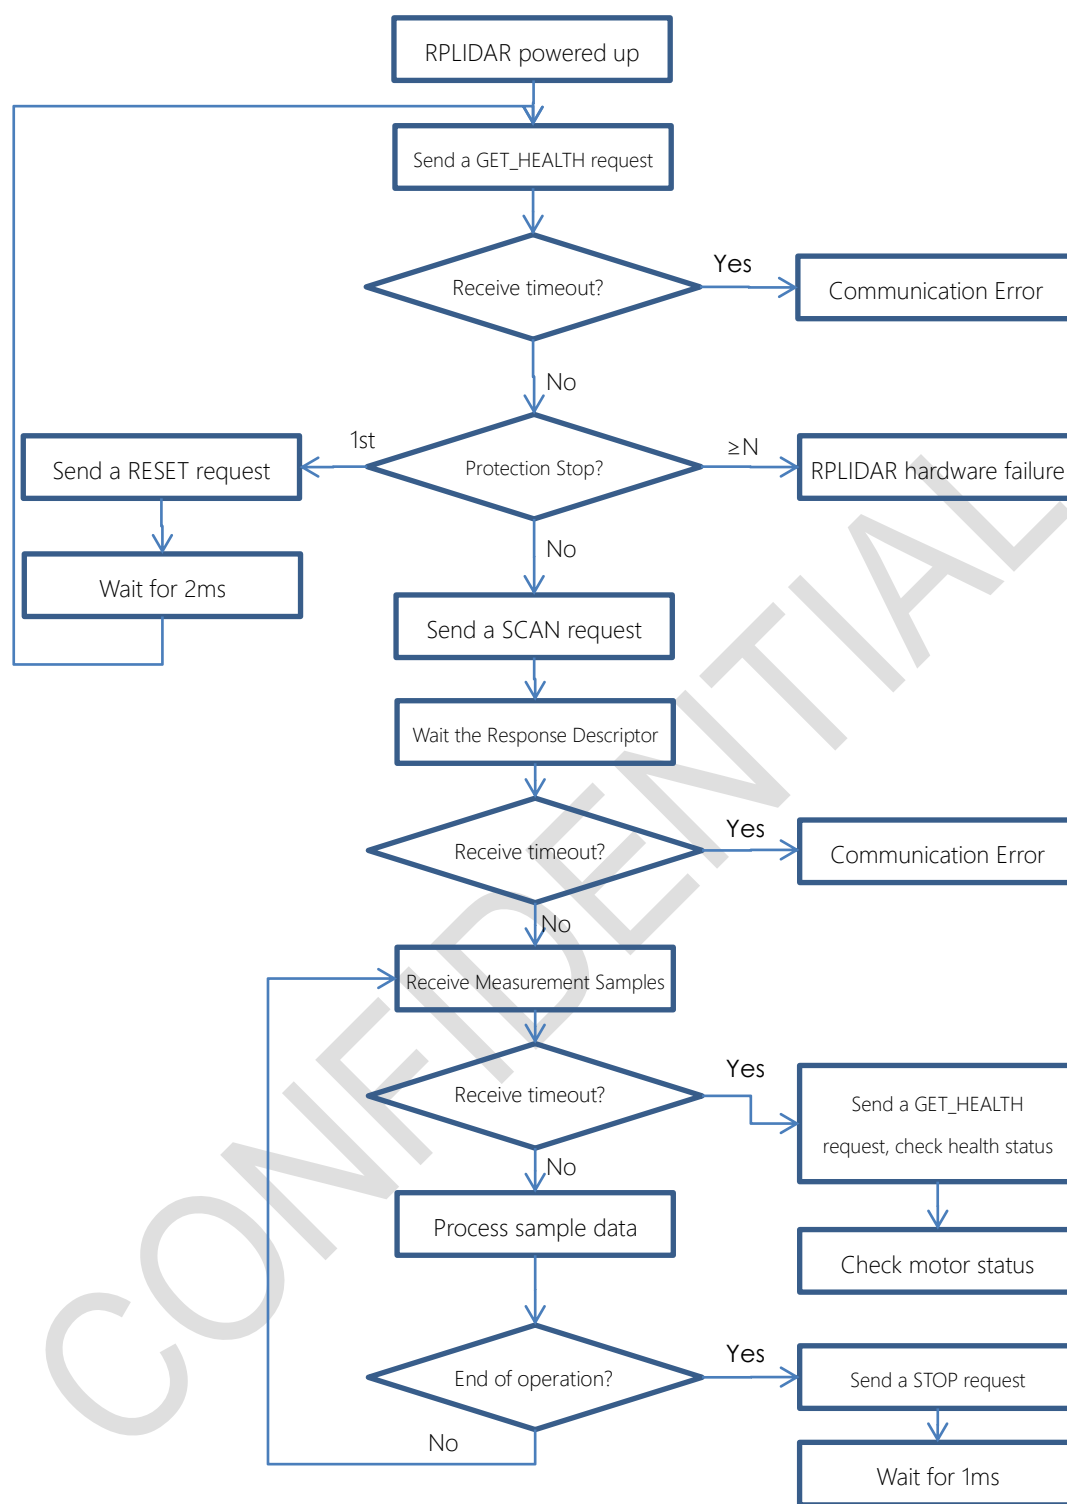 RPLIDAR powered up
Send a GET_HEALTH request
Receive timeout?
Yes
Communication Error
No
Protection Stop?
1st
Send a RESET request
≥N
RPLIDAR hardware failure
Wait for 2ms
No
Send a SCAN request
Wait the Response Descriptor
Receive timeout?
Yes
Communication Error
No
Receive Measurement Samples
Receive timeout?
Yes
Send a GET_HEALTH
request, check health status
No
Process sample data
Check motor status
End of operation?
Yes
Send a STOP request
No
Wait for 1ms
CONFIDENTIAL